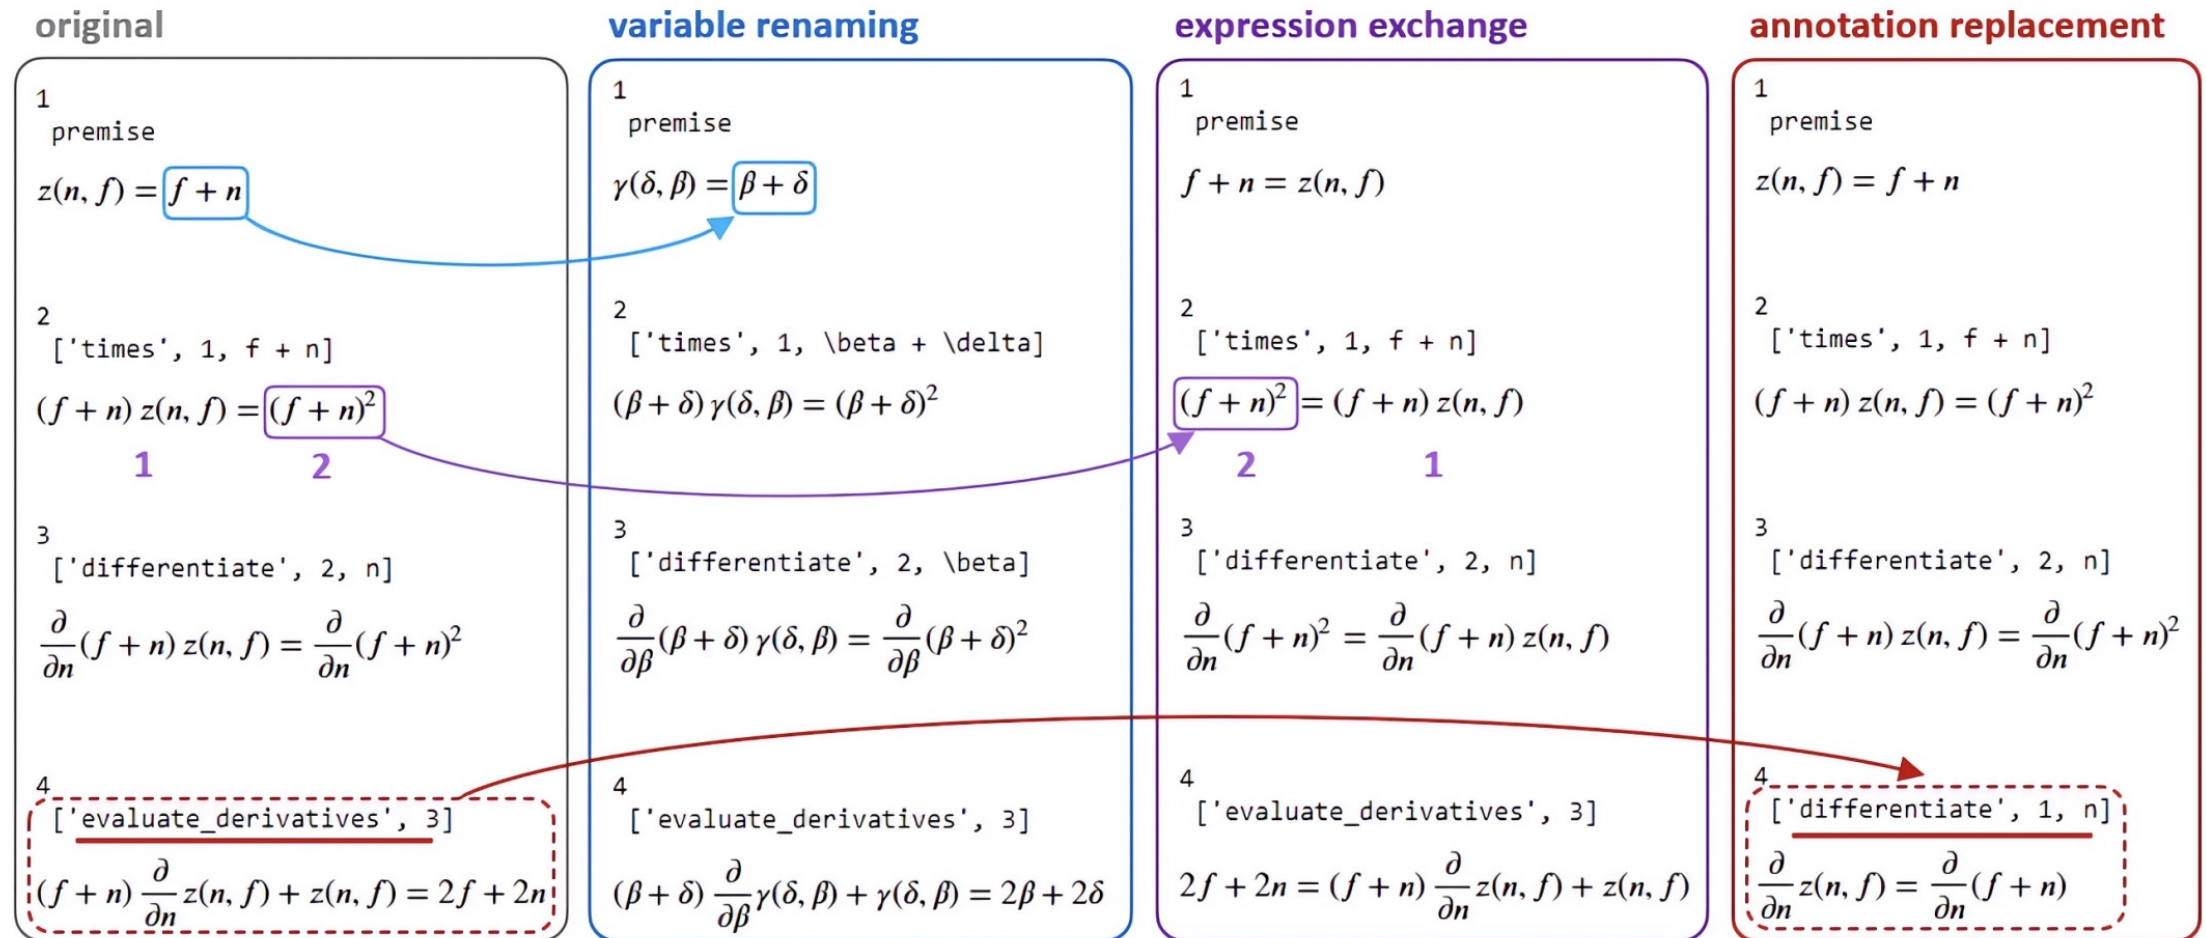 original
1
premise
z(n, f) = f + n
2
['times', 1, f + n]
(f + n) z(n, f) = (f + n)²
1 2
3
['differentiate', 2, n]
∂/∂n (f + n) z(n, f) = ∂/∂n (f + n)²
4
['evaluate_derivatives', 3]
(f + n) ∂/∂n z(n, f) + z(n, f) = 2f + 2n
variable renaming
1
premise
γ(δ, β) = β + δ
2
['times', 1, \beta + \delta]
(β + δ) γ(δ, β) = (β + δ)²
3
['differentiate', 2, \beta]
∂/∂β (β + δ) γ(δ, β) = ∂/∂β (β + δ)²
4
['evaluate_derivatives', 3]
(β + δ) ∂/∂β γ(δ, β) + γ(δ, β) = 2β + 2δ
expression exchange
1
premise
f + n = z(n, f)
2
['times', 1, f + n]
(f + n)² = (f + n) z(n, f)
2 1
3
['differentiate', 2, n]
∂/∂n (f + n)² = ∂/∂n (f + n) z(n, f)
4
['evaluate_derivatives', 3]
2f + 2n = (f + n) ∂/∂n z(n, f) + z(n, f)
annotation replacement
1
premise
z(n, f) = f + n
2
['times', 1, f + n]
(f + n) z(n, f) = (f + n)²
3
['differentiate', 2, n]
∂/∂n (f + n) z(n, f) = ∂/∂n (f + n)²
4
['differentiate', 1, n]
∂/∂n z(n, f) = ∂/∂n (f + n)